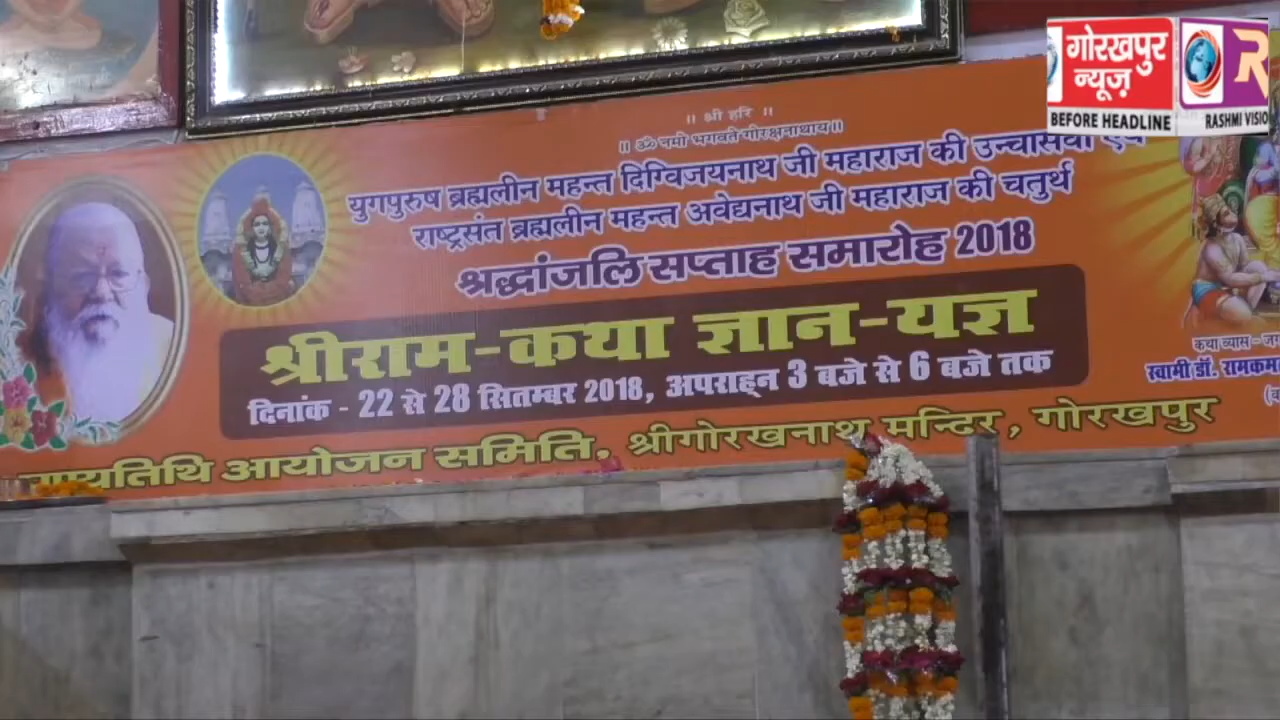 गोरखपुर
न्यूज़
BEFORE HEADLINE
R
RASHMI VISIO
॥ श्री हरि ॥
॥ ॐ नमो भगवते गोरक्षनाथाय ॥
युगपुरुष ब्रह्मलीन महन्त दिग्विजयनाथ जी महाराज की उन्चासवीं एवं
राष्ट्रसंत ब्रह्मलीन महन्त अवेद्यनाथ जी महाराज की चतुर्थ
श्रद्धांजलि सप्ताह समारोह 2018
श्रीराम-कथा ज्ञान-यज्ञ
दिनांक - 22 से 28 सितम्बर 2018, अपराह्न 3 बजे से 6 बजे तक
आयोजन समिति, श्रीगोरखनाथ मन्दिर, गोरखपुर
कथा व्यास -
स्वामी डॉ.